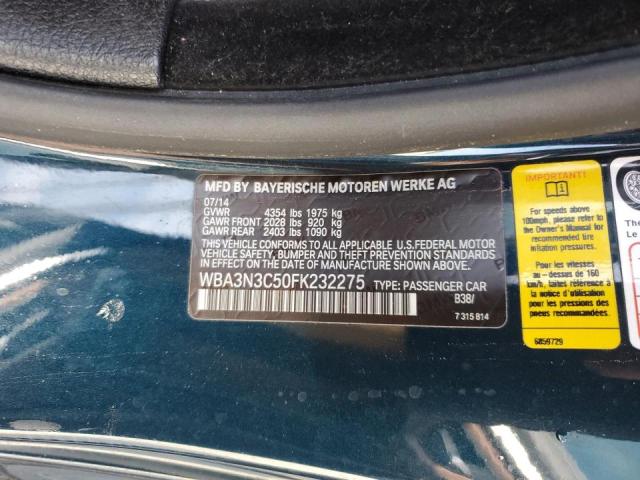 MFD BY BAYERISCHE MOTOREN WERKE AG
07/14
GVWR 4354 lbs 1975 kg
GAWR FRONT 2028 lbs 920 kg
GAWR REAR 2403 lbs 1090 kg
THIS VEHICLE CONFORMS TO ALL APPLICABLE U.S. FEDERAL MOTOR
VEHICLE SAFETY, BUMPER AND THEFT PREVENTION STANDARDS
IN EFFECT ON THE DATE OF MANUFACTURE SHOWN ABOVE.
WBA3N3C50FK232275 TYPE: PASSENGER CAR
B38/
7 315 814
For speeds above
100mph, please refer to
the Owner's Manual for
recommended tire
inflation pressures.
Pour les vitesses
au - dessus de 160
km/h, faites référence à
la notice d'utilisation
pour les pressions de
pneu recommandées.
6859729
The
Le